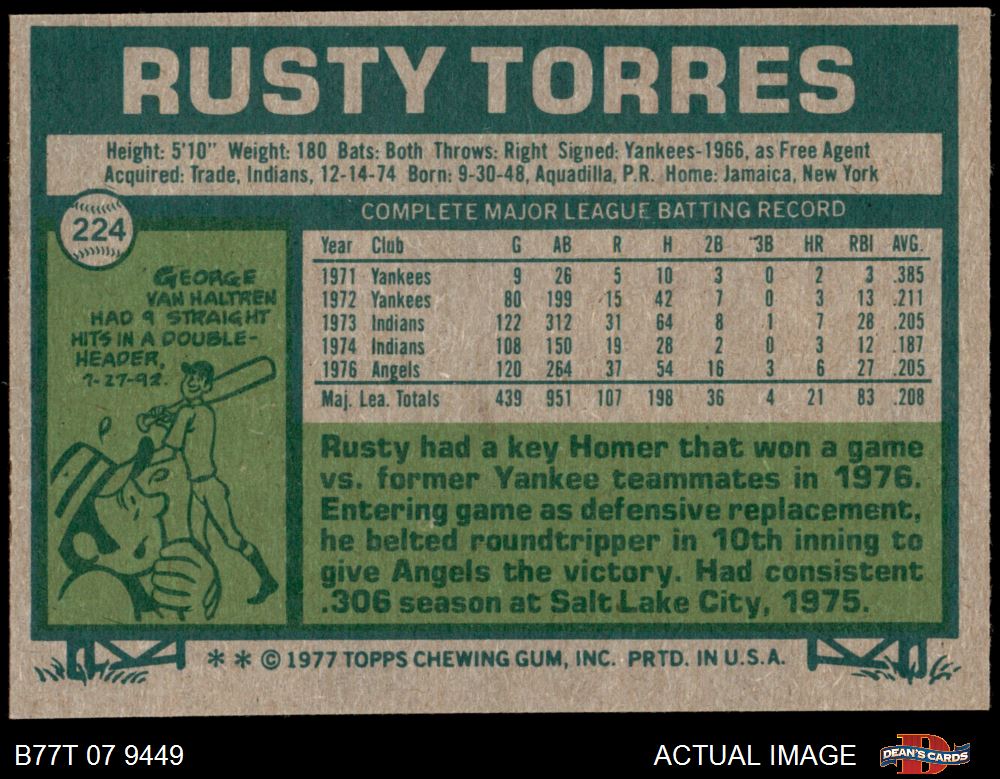 RUSTY TORRES
Height: 5'10" Weight: 180 Bats: Both Throws: Right Signed: Yankees-1966, as Free Agent
Acquired: Trade, Indians, 12-14-74 Born: 9-30-48, Aquadilla, P.R. Home: Jamaica, New York
224
COMPLETE MAJOR LEAGUE BATTING RECORD
Year Club G AB R H 2B 3B HR RBI AVG.
1971 Yankees 9 26 5 10 3 0 2 3 .385
1972 Yankees 80 199 15 42 7 0 3 13 .211
1973 Indians 122 312 31 64 8 1 7 28 .205
1974 Indians 108 150 19 28 2 0 3 12 .187
1976 Angels 120 264 37 54 16 3 6 27 .205
Maj. Lea. Totals 439 951 107 198 36 4 21 83 .208
GEORGE
VAN HALTREN
HAD 9 STRAIGHT
HITS IN A DOUBLE-
HEADER,
7-27-92.
Rusty had a key Homer that won a game
vs. former Yankee teammates in 1976.
Entering game as defensive replacement,
he belted roundtripper in 10th inning to
give Angels the victory. Had consistent
.306 season at Salt Lake City, 1975.
* * © 1977 TOPPS CHEWING GUM, INC. PRTD. IN U.S.A.
B77T 07 9449
ACTUAL IMAGE
DEAN'S CARDS